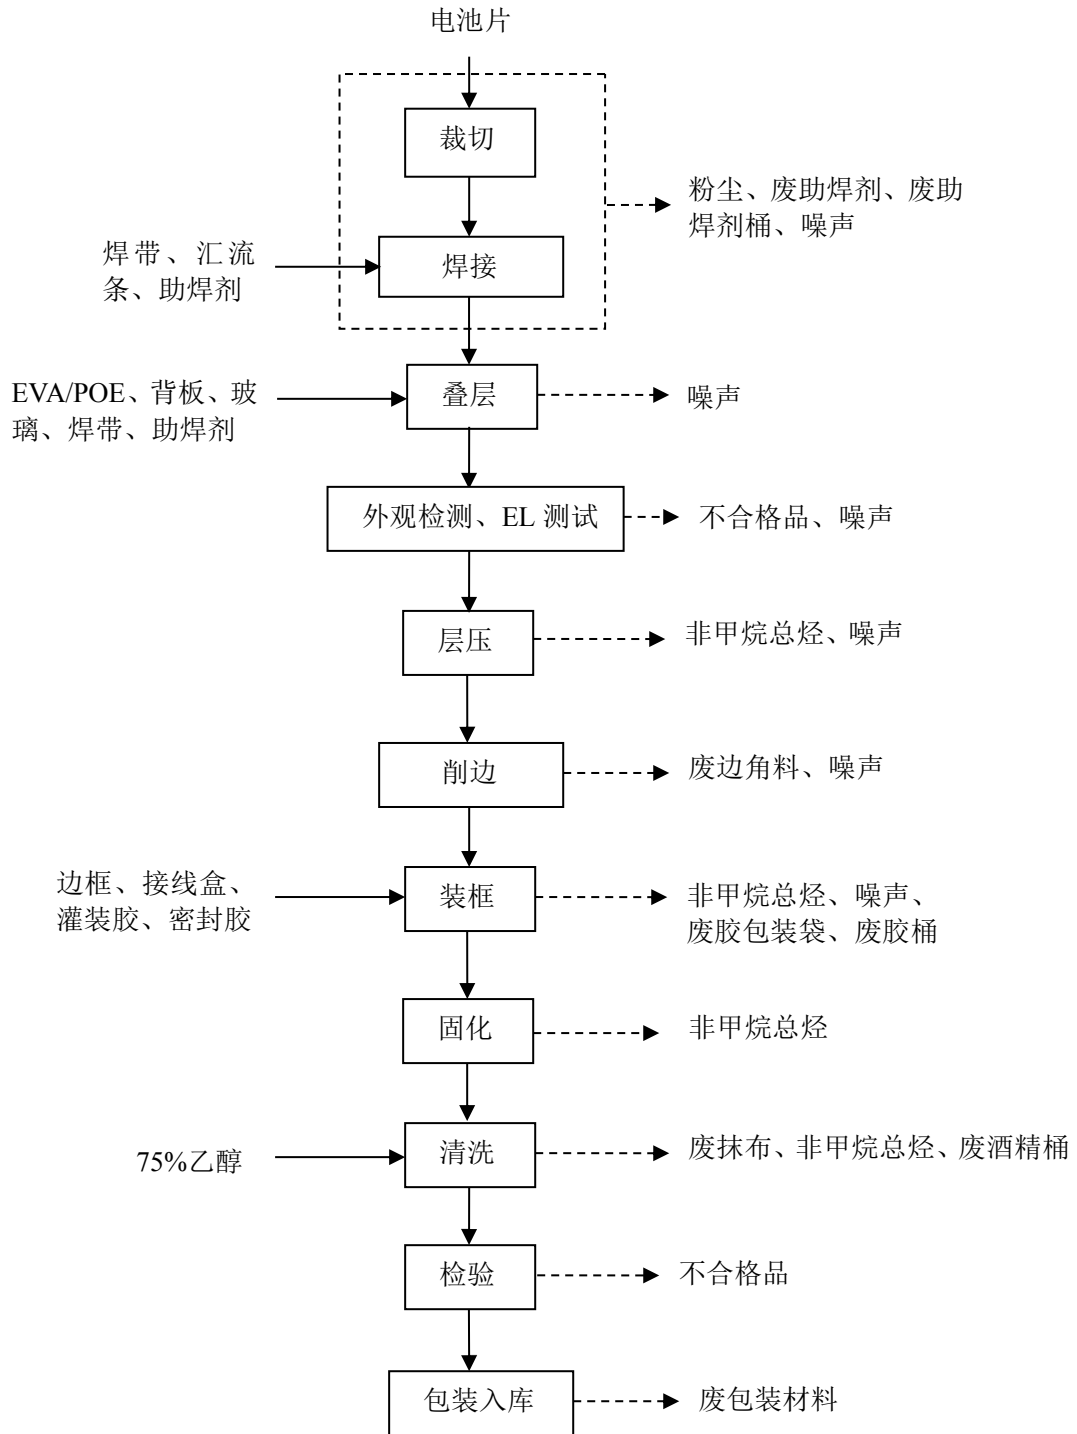 电池片
裁切
粉尘、废助焊剂、废助
焊剂桶、噪声
焊带、汇流
条、助焊剂
焊接
EVA/POE、背板、玻
璃、焊带、助焊剂
叠层
噪声
外观检测、EL 测试
不合格品、噪声
层压
非甲烷总烃、噪声
削边
废边角料、噪声
边框、接线盒、
灌装胶、密封胶
装框
非甲烷总烃、噪声、
废胶包装袋、废胶桶
固化
非甲烷总烃
75%乙醇
清洗
废抹布、非甲烷总烃、废酒精桶
检验
不合格品
包装入库
废包装材料